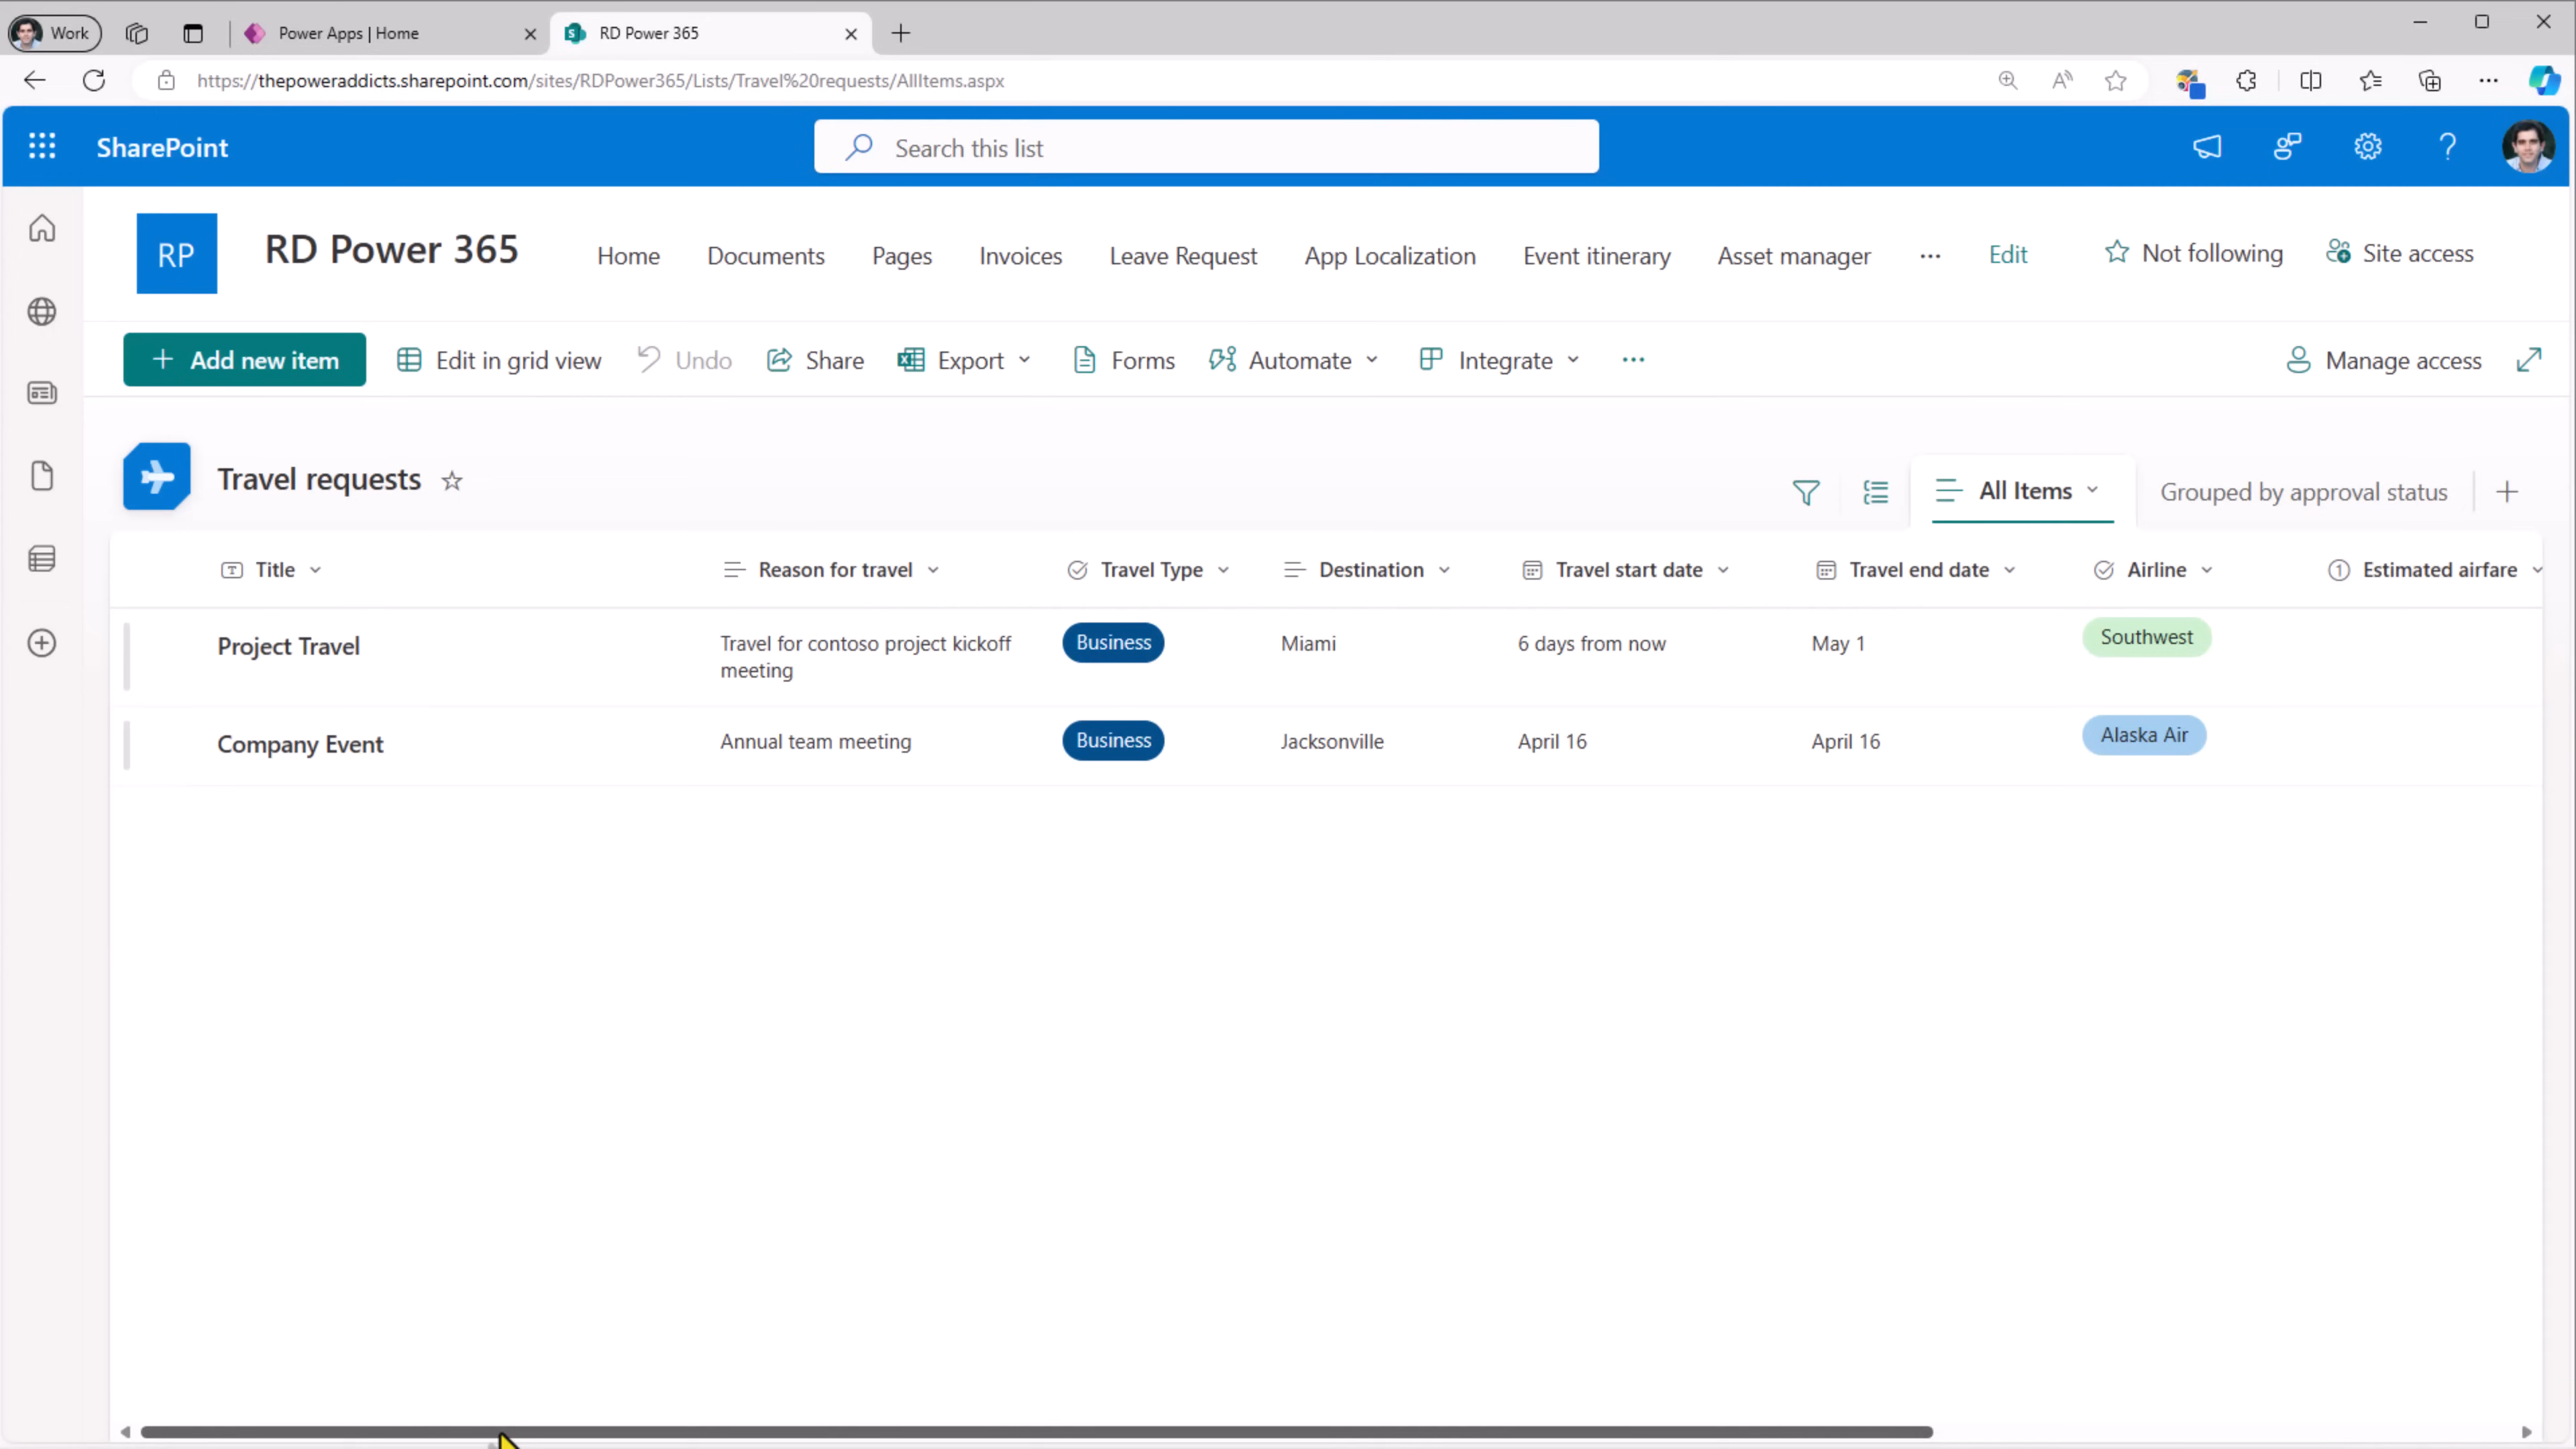 Work
Power Apps | Home
RD Power 365
https://thepoweraddicts.sharepoint.com/sites/RDPower365/Lists/Travel%20requests/AllItems.aspx
SharePoint
Search this list
RP
RD Power 365
Home
Documents
Pages
Invoices
Leave Request
App Localization
Event itinerary
Asset manager
Edit
Not following
Site access
Add new item
Edit in grid view
Undo
Share
Export
Forms
Automate
Integrate
Manage access
Travel requests
All Items
Grouped by approval status
Title
Reason for travel
Travel Type
Destination
Travel start date
Travel end date
Airline
Estimated airfare
Project Travel
Travel for contoso project kickoff
meeting
Business
Miami
6 days from now
May 1
Southwest
Company Event
Annual team meeting
Business
Jacksonville
April 16
April 16
Alaska Air